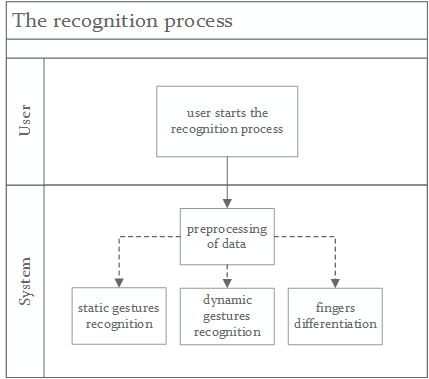 The recognition process
User
user starts the
recognition process
System
preprocessing
of data
static gestures
recognition
dynamic
gestures
recognition
fingers
differentiation